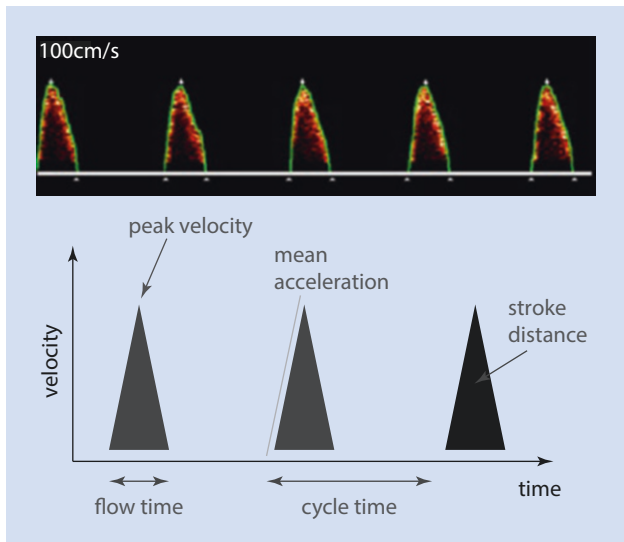 100cm/s
peak velocity
mean
acceleration
stroke
distance
velocity
time
flow time
cycle time